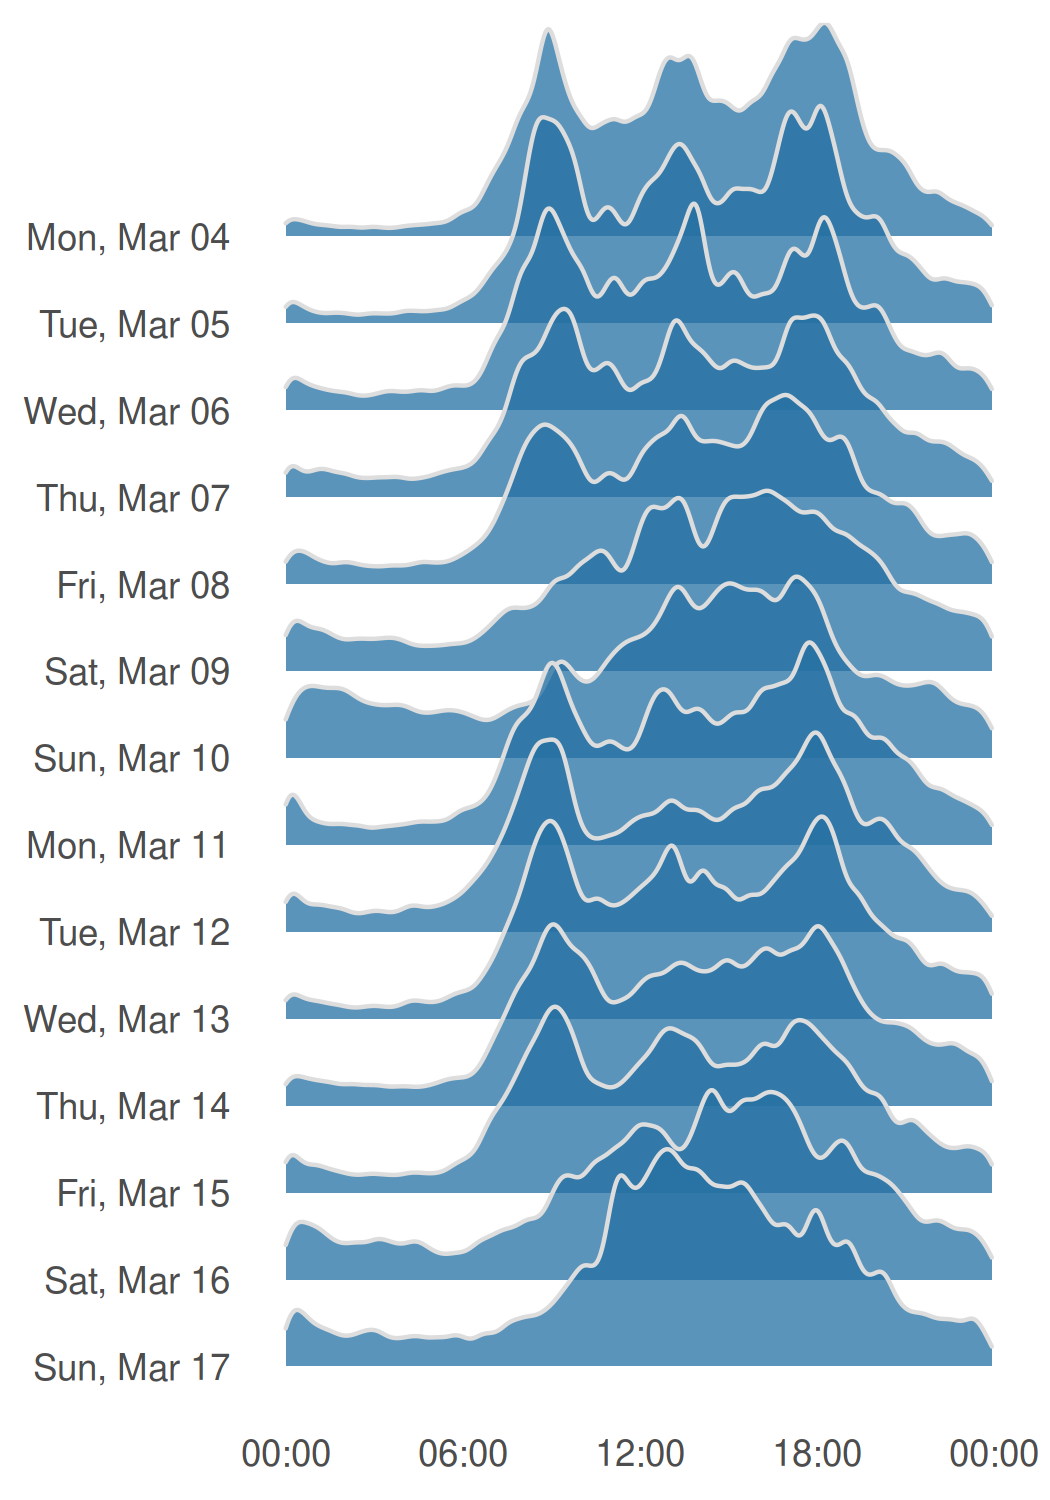 Mon, Mar 04
Tue, Mar 05
Wed, Mar 06
Thu, Mar 07
Fri, Mar 08
Sat, Mar 09
Sun, Mar 10
Mon, Mar 11
Tue, Mar 12
Wed, Mar 13
Thu, Mar 14
Fri, Mar 15
Sat, Mar 16
Sun, Mar 17
00:00 06:00 12:00 18:00 00:00